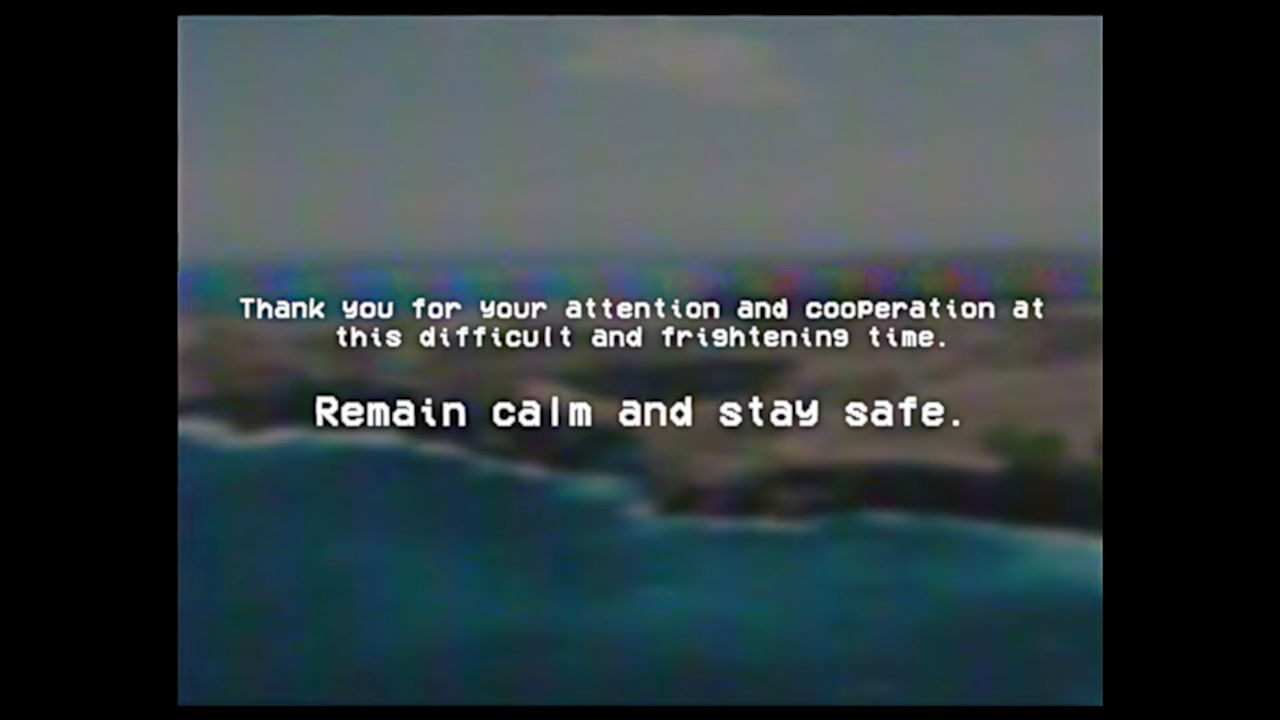 Thank you for your attention and cooperation at
this difficult and frightening time.
Remain calm and stay safe.